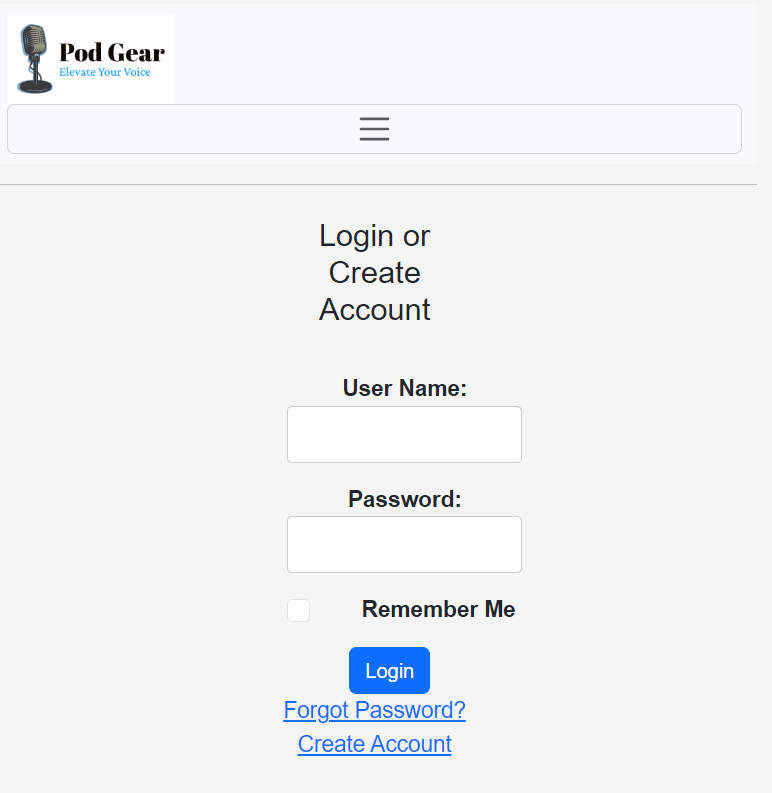 Pod Gear
Elevate Your Voice
Login or
Create
Account
User Name:
Password:
Remember Me
Login
Forgot Password?
Create Account